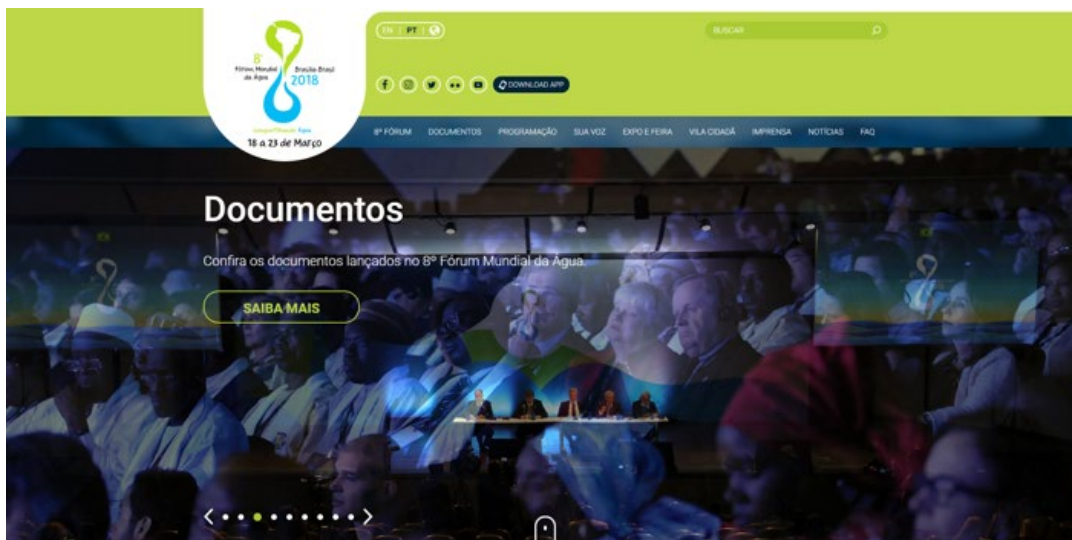 8º
Fórum Mundial
da Água
Brasília-Brasil
2018
compartilhando Água
18 a 23 de Março
EN | PT |
BUSCAR
DOWNLOAD APP
8º FÓRUM DOCUMENTOS PROGRAMAÇÃO SUA VOZ EXPO E FEIRA VILA CIDADÃ IMPRENSA NOTÍCIAS FAQ
Documentos
Confira os documentos lançados no 8º Fórum Mundial da Água.
SAIBA MAIS